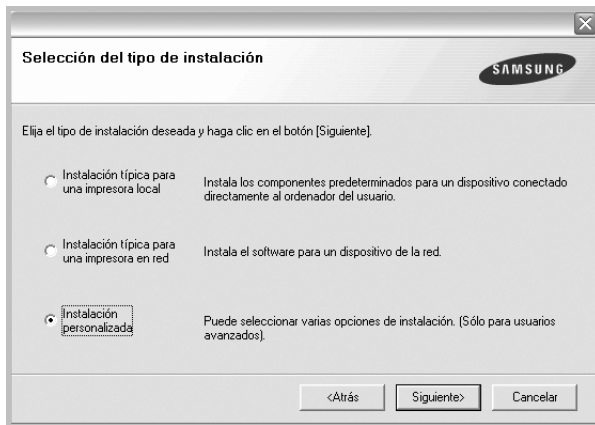 Selección del tipo de instalación
SAMSUNG
Elija el tipo de instalación deseada y haga clic en el botón [Siguiente].
Instalación típica para
una impresora local
Instala los componentes predeterminados para un dispositivo conectado
directamente al ordenador del usuario.
Instalación típica para
una impresora en red
Instala el software para un dispositivo de la red.
Instalación
personalizada
Puede seleccionar varias opciones de instalación. (Sólo para usuarios
avanzados).
<Atrás
Siguiente>
Cancelar